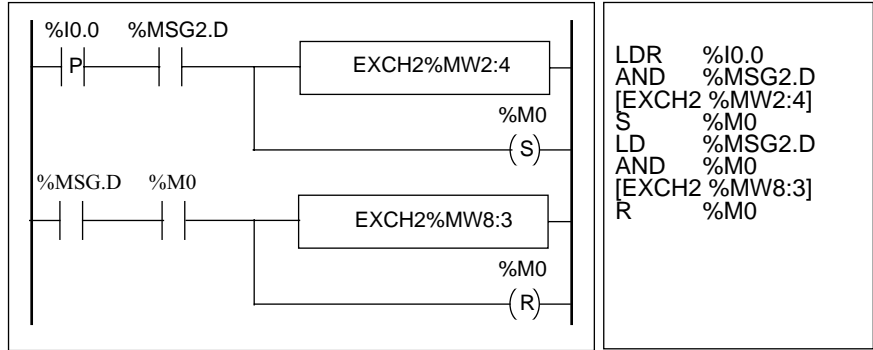 %I0.0 %MSG2.D
P
EXCH2%MW2:4
%M0
S
%MSG.D %M0
EXCH2%MW8:3
%M0
R
LDR %I0.0
AND %MSG2.D
[EXCH2 %MW2:4]
S %M0
LD %MSG2.D
AND %M0
[EXCH2 %MW8:3]
R %M0